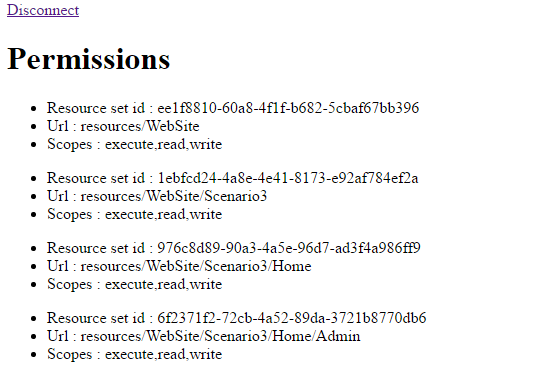 Disconnect
Permissions
Resource set id : ee1f8810-60a8-4f1f-b682-5cbaf67bb396
Url : resources/WebSite
Scopes : execute,read,write
Resource set id : 1ebfcd24-4a8e-4e41-8173-e92af784ef2a
Url : resources/WebSite/Scenario3
Scopes : execute,read,write
Resource set id : 976c8d89-90a3-4a5e-96d7-ad3f4a986ff9
Url : resources/WebSite/Scenario3/Home
Scopes : execute,read,write
Resource set id : 6f2371f2-72cb-4a52-89da-3721b8770db6
Url : resources/WebSite/Scenario3/Home/Admin
Scopes : execute,read,write